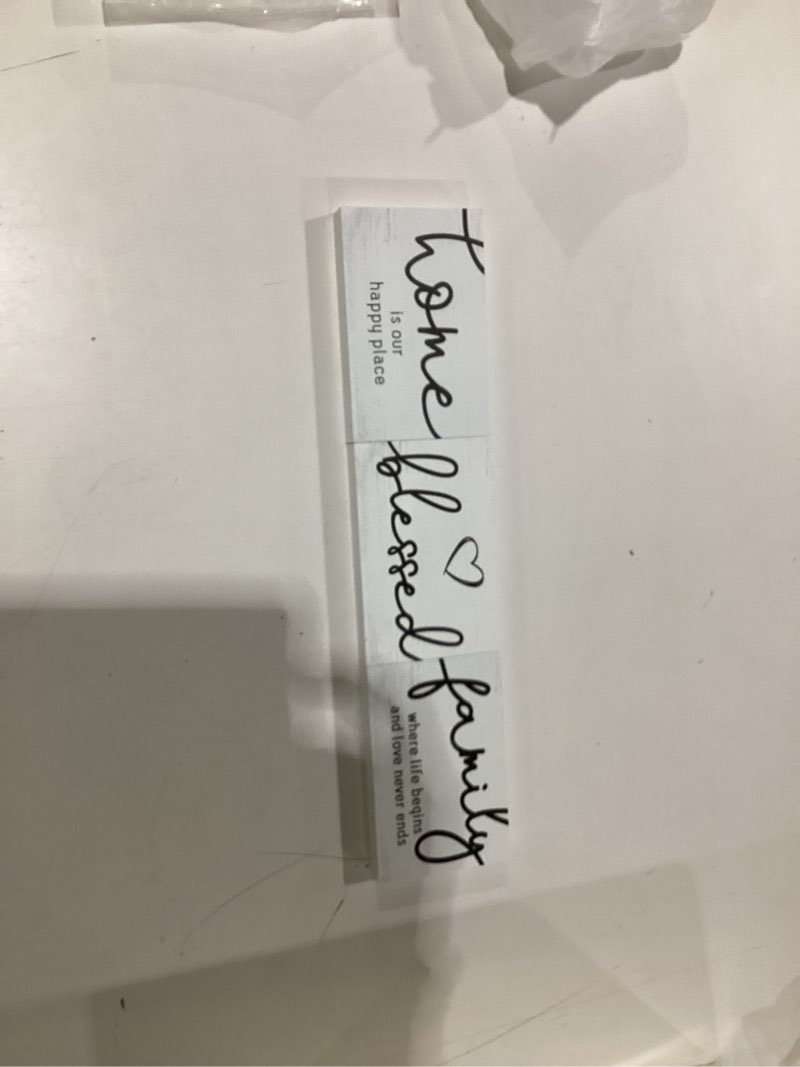 home
is our
happy place
blessed
family
where life begins
and love never ends